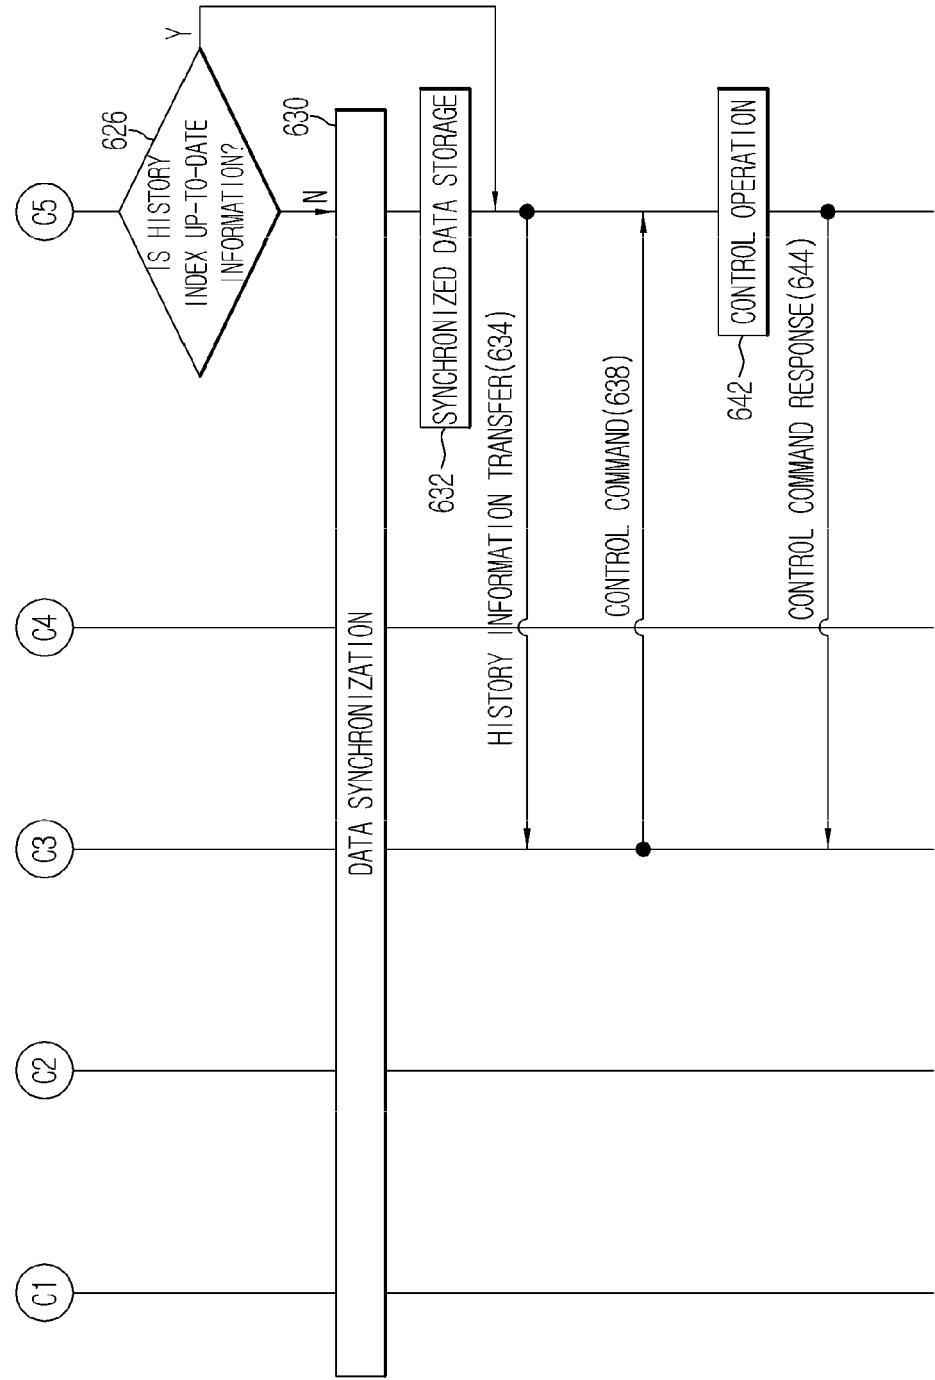 C1
C2
C3
C4
C5
626
IS HISTORY
INDEX UP-TO-DATE
INFORMATION?
Y
N
630
DATA SYNCHRONIZATION
632
SYNCHRONIZED DATA STORAGE
HISTORY INFORMATION TRANSFER(634)
CONTROL COMMAND(638)
642
CONTROL OPERATION
CONTROL COMMAND RESPONSE(644)